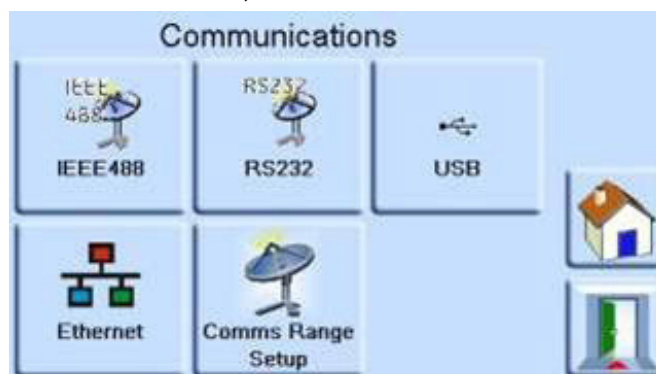 Communications
IEEE
488
RS232
IEEE488
RS232
USB
Ethernet
Comms Range
Setup